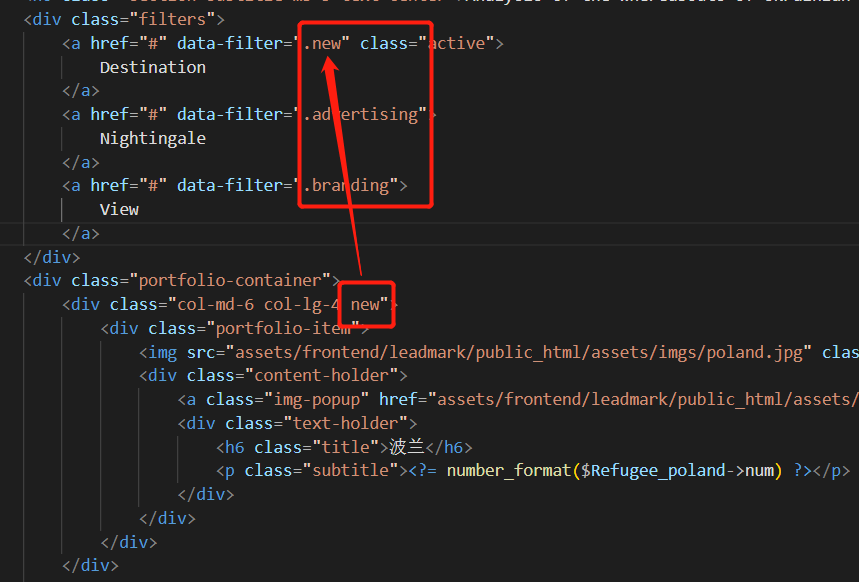 <div class="filters">
<a href="#" data-filter=".new" class="active">
Destination
</a>
<a href="#" data-filter=".advertising">
Nightingale
</a>
<a href="#" data-filter=".branding">
View
</a>
</div>
<div class="portfolio-container">
<div class="col-md-6 col-lg-4 new">
<div class="portfolio-item">
<img src="assets/frontend/leadmark/public_html/assets/imgs/poland.jpg" clas
<div class="content-holder">
<a class="img-popup" href="assets/frontend/leadmark/public_html/assets/
<div class="text-holder">
<h6 class="title">波兰</h6>
<p class="subtitle"><?= number_format($Refugee_poland->num) ?></p>
</div>
</div>
</div>
</div>